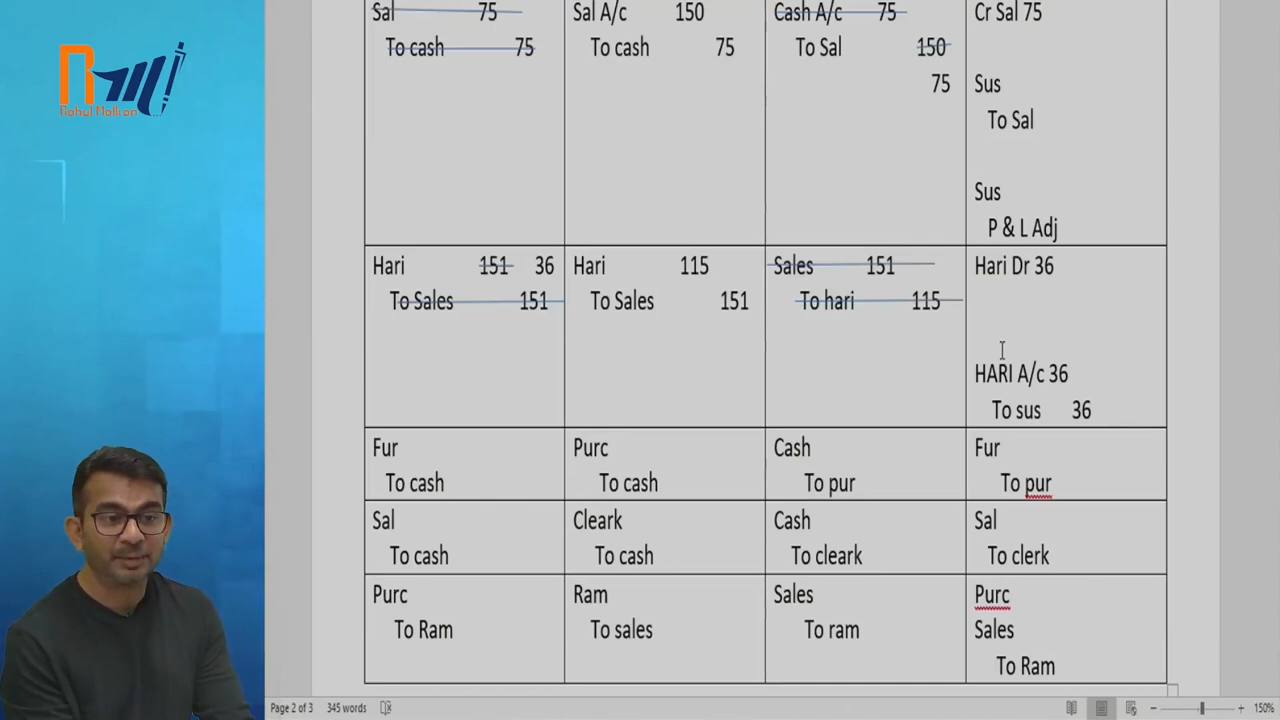 Rahul Malkan
Sal 75
To cash 75
Sal A/c 150
To cash 75
Cash A/c 75
To Sal 150
75
Cr Sal 75
Sus
To Sal
Sus
P & L Adj
Hari 151 36
To Sales 151
Hari 115
To Sales 151
Sales 151
To hari 115
Hari Dr 36
HARI A/c 36
To sus 36
Fur
To cash
Purc
To cash
Cash
To pur
Fur
To pur
Sal
To cash
Cleark
To cash
Cash
To cleark
Sal
To clerk
Purc
To Ram
Ram
To sales
Sales
To ram
Purc
Sales
To Ram
Page 2 of 3 345 words 150%